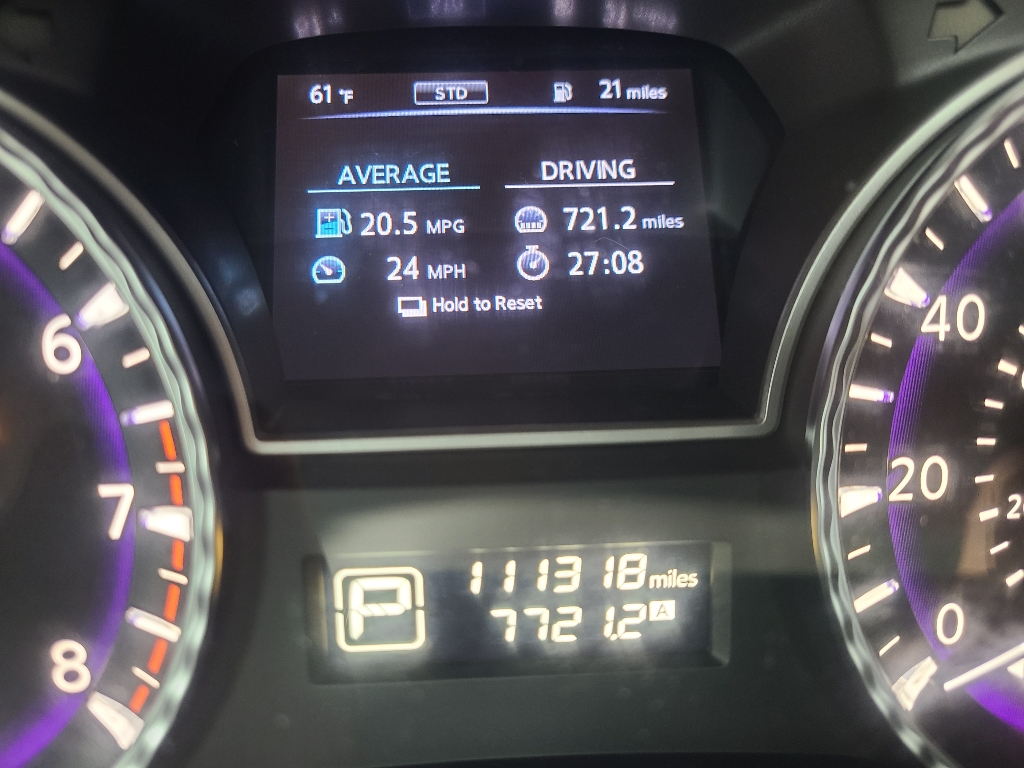 61 °F STD 21 miles
AVERAGE DRIVING
20.5 MPG 721.2 miles
24 MPH 27:08
Hold to Reset
6
7
8
40
20
0
P 111318 miles
7721.2 A